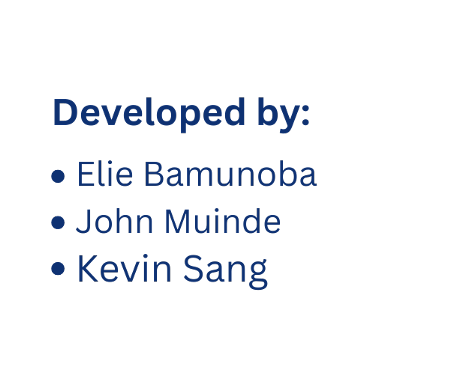 Developed by:
• Elie Bamunoba
• John Muinde
• Kevin Sang